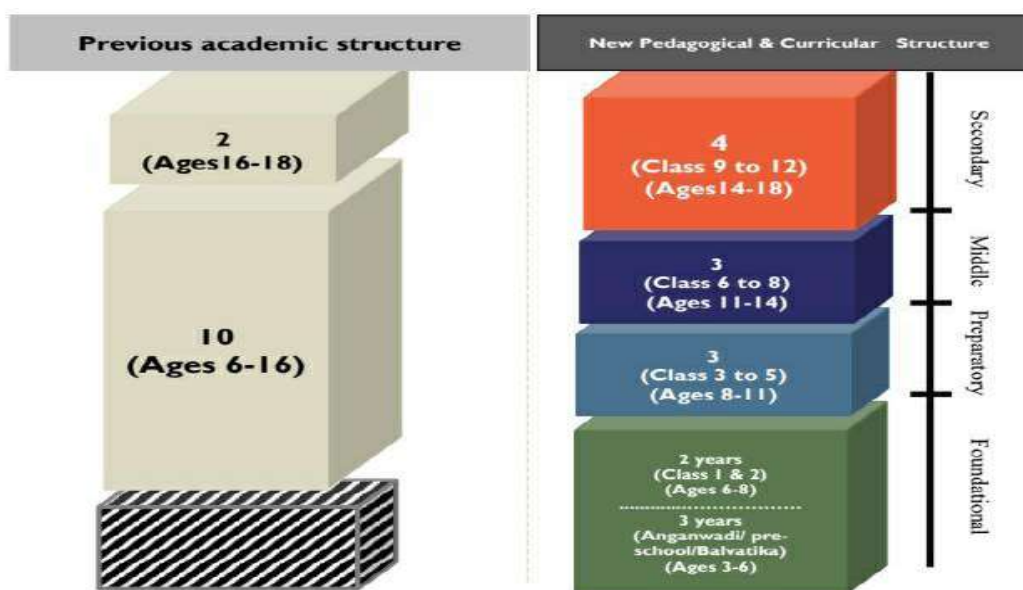 Previous academic structure
2
(Ages16-18)
10
(Ages 6-16)
New Pedagogical & Curricular Structure
4
(Class 9 to 12)
(Ages14-18)
3
(Class 6 to 8)
(Ages 11-14)
3
(Class 3 to 5)
(Ages 8-11)
2 years
(Class 1 & 2)
(Ages 6-8)
3 years
(Anganwadi/ pre-
school/Balvatika)
(Ages 3-6)
Secondary
Middle
Preparatory
Foundational